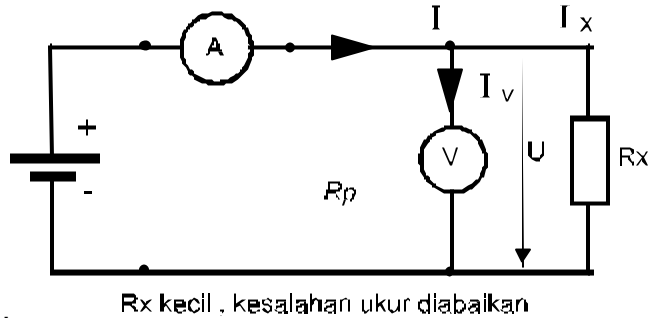 I
I x
A
+
-
I v
V
U
Rx
Rp
Rx kecil , kesalahan ukur diabaikan